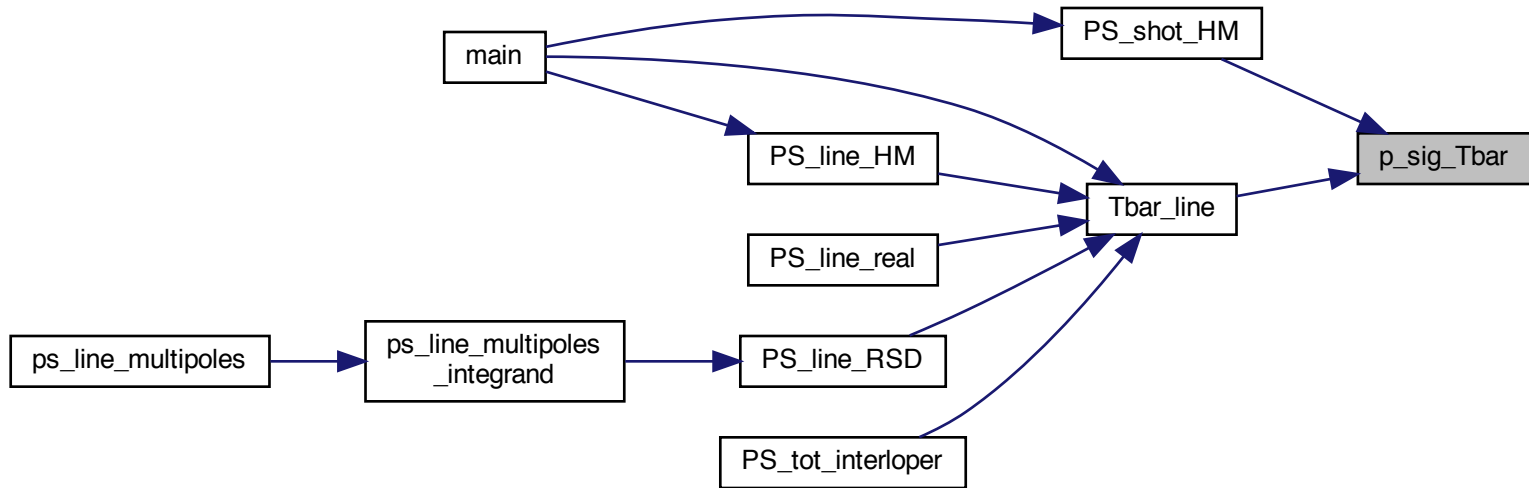 PS_shot_HM
main
PS_line_HM
p_sig_Tbar
Tbar_line
PS_line_real
ps_line_multipoles
ps_line_multipoles
_integrand
PS_line_RSD
PS_tot_interloper